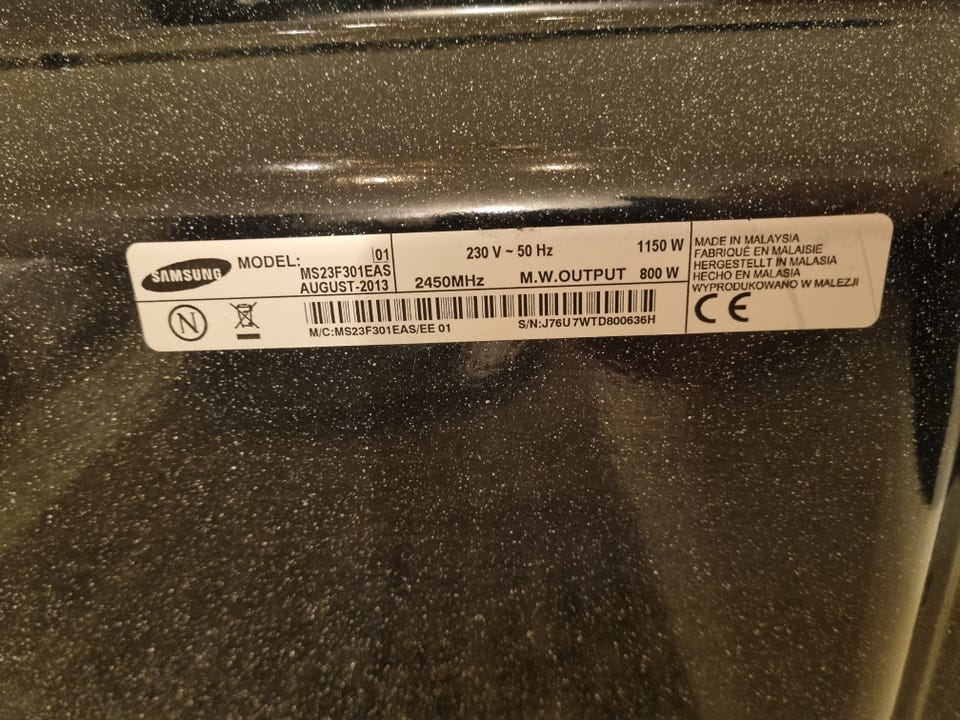 SAMSUNG
MODEL: 01
MS23F301EAS
AUGUST-2013
230 V ~ 50 Hz 1150 W
2450MHz M.W.OUTPUT 800 W
MADE IN MALAYSIA
FABRIQUÉ EN MALAISIE
HERGESTELLT IN MALASIA
HECHO EN MALASIA
WYPRODUKOWANO W MALEZJI
N
M/C:MS23F301EAS/EE 01 S/N:J76U7WTD800636H
CE